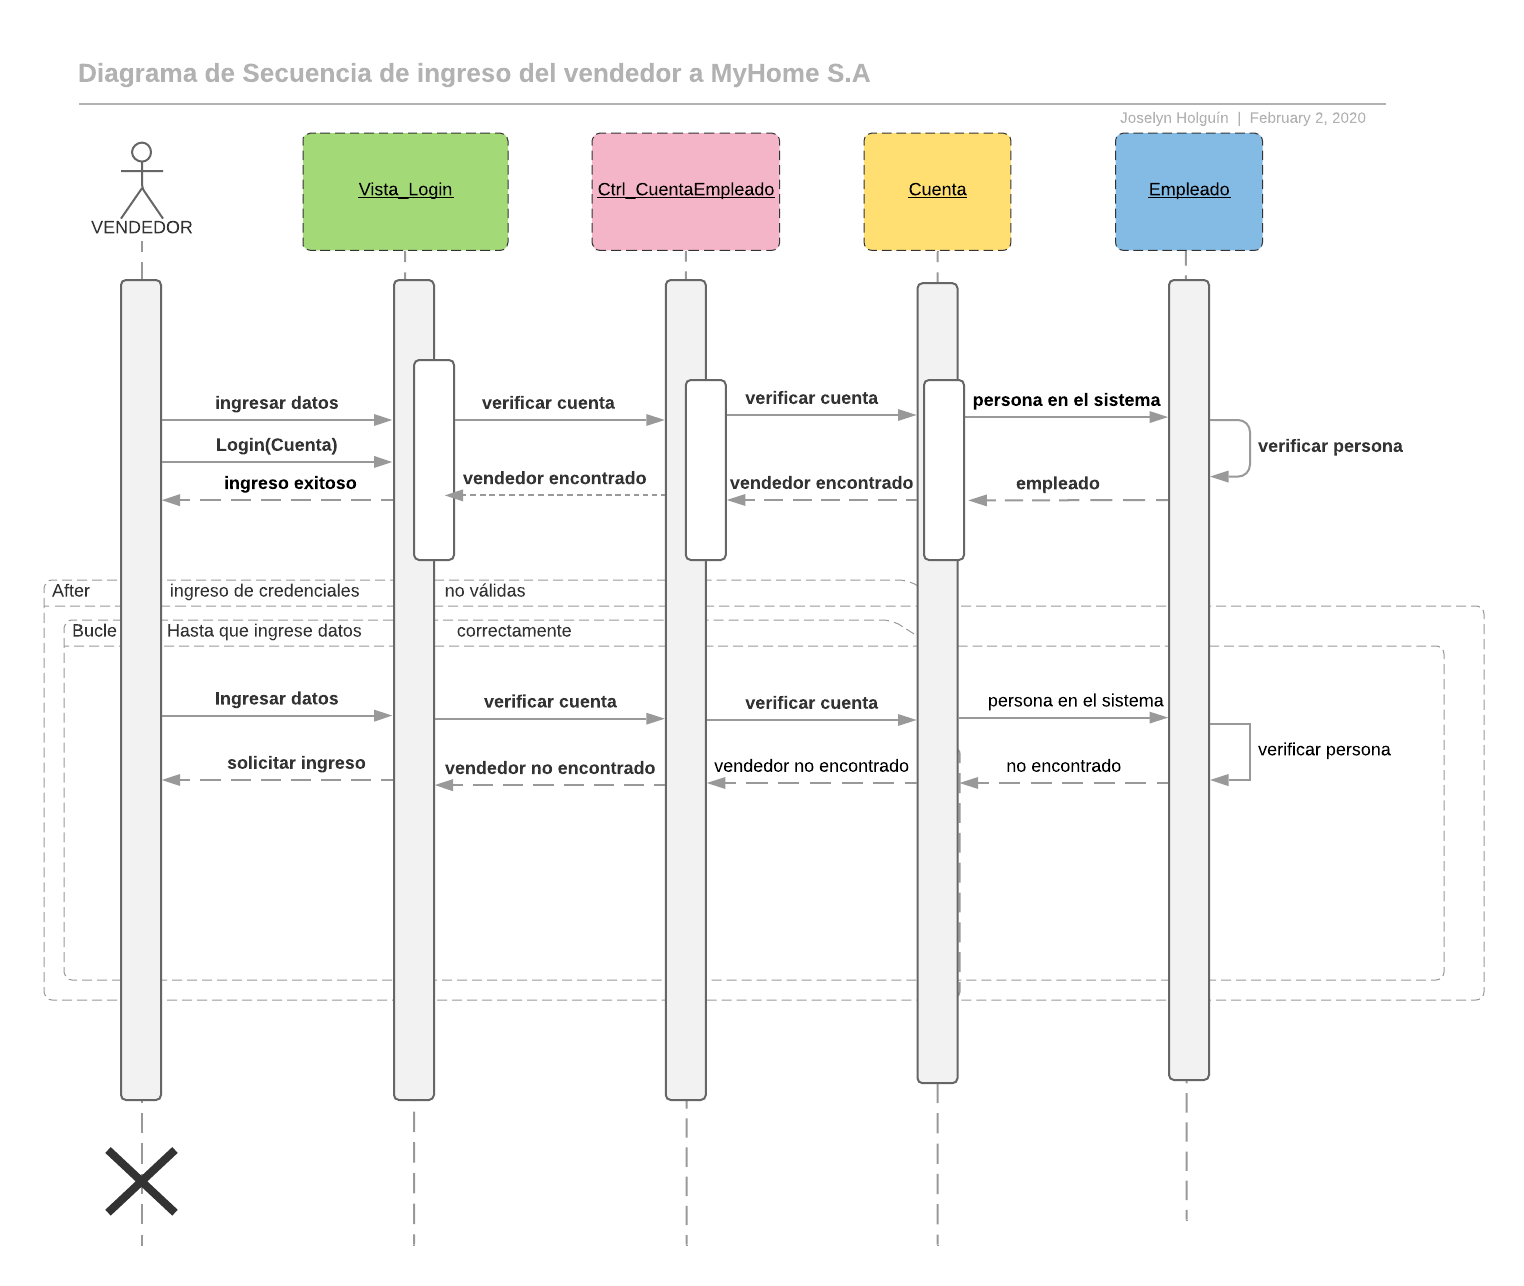 Diagrama de Secuencia de ingreso del vendedor a MyHome S.A
Joselyn Holguín | February 2, 2020
VENDEDOR
Vista_Login
Ctrl_CuentaEmpleado
Cuenta
Empleado
ingresar datos
verificar cuenta
verificar cuenta
persona en el sistema
Login(Cuenta)
verificar persona
ingreso exitoso
vendedor encontrado
vendedor encontrado
empleado
After ingreso de credenciales no válidas
Bucle Hasta que ingrese datos correctamente
Ingresar datos
verificar cuenta
verificar cuenta
persona en el sistema
verificar persona
solicitar ingreso
vendedor no encontrado
vendedor no encontrado
no encontrado